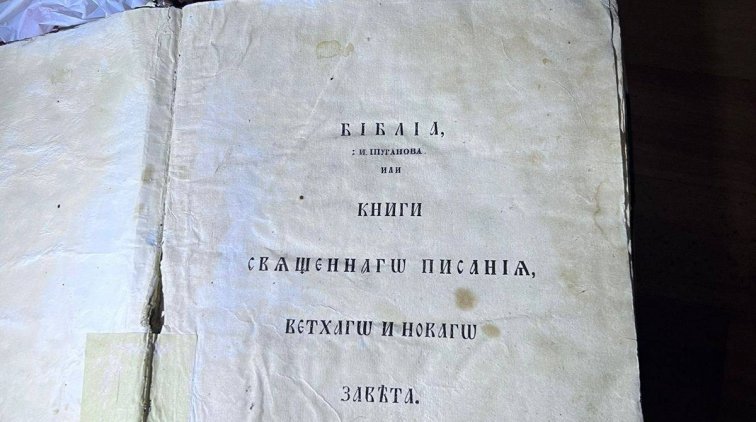 БІБЛІА,
: И. ШУГАНОВА.
ИЛИ
КНИГИ
СВѦЩЕННАГѠ ПИСАНІѦ,
ВЕТХАГѠ И НОВАГѠ
ЗАВѢТА.